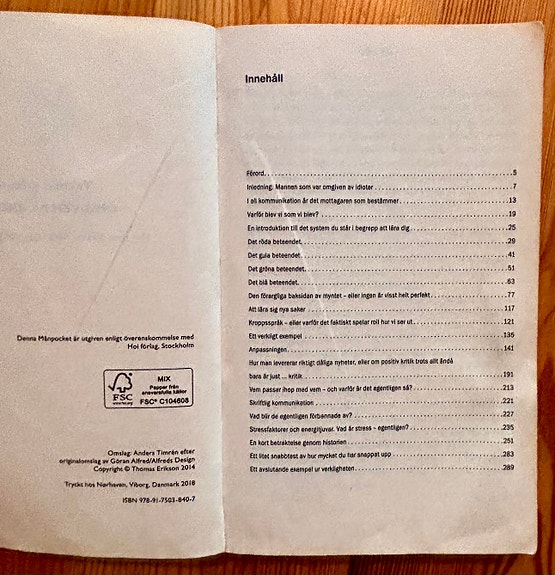 Denna Månpocket är utgiven enligt överenskommelse med
Hoi förlag, Stockholm
FSC
www.fsc.org
MIX
Papper från
ansvarsfulla källor
FSC® C104608
Omslag: Anders Timrén efter
originalomslag av Göran Alfred/Alfreds Design
Copyright © Thomas Erikson 2014
Tryckt hos Nørhaven, Viborg, Danmark 2018
ISBN 978-91-7503-840-7
Innehåll
Förord.....5
Inledning. Mannen som var omgiven av idioter.....7
I all kommunikation är det mottagaren som bestämmer.....13
Varför blev vi som vi blev?.....19
En introduktion till det system du står i begrepp att lära dig.....25
Det röda beteendet.....29
Det gula beteendet.....41
Det gröna beteendet.....51
Det blå beteendet.....63
Den förargliga baksidan av myntet – eller ingen är visst helt perfekt.....77
Att lära sig nya saker.....117
Kroppsspråk – eller varför det faktiskt spelar roll hur vi ser ut.....121
Ett verkligt exempel.....135
Anpassningen.....141
Hur man levererar riktigt dåliga nyheter, eller om positiv kritik trots allt ändå
bara är just ... kritik.....191
Vem passar ihop med vem – och varför är det egentligen så?.....213
Skriftlig kommunikation.....221
Vad blir de egentligen förbannade av?.....227
Stressfaktorer och energitjuvar. Vad är stress – egentligen?.....235
En kort betraktelse genom historien.....251
Ett litet snabbtest av hur mycket du har snappat upp.....283
Ett avslutande exempel ur verkligheten.....289